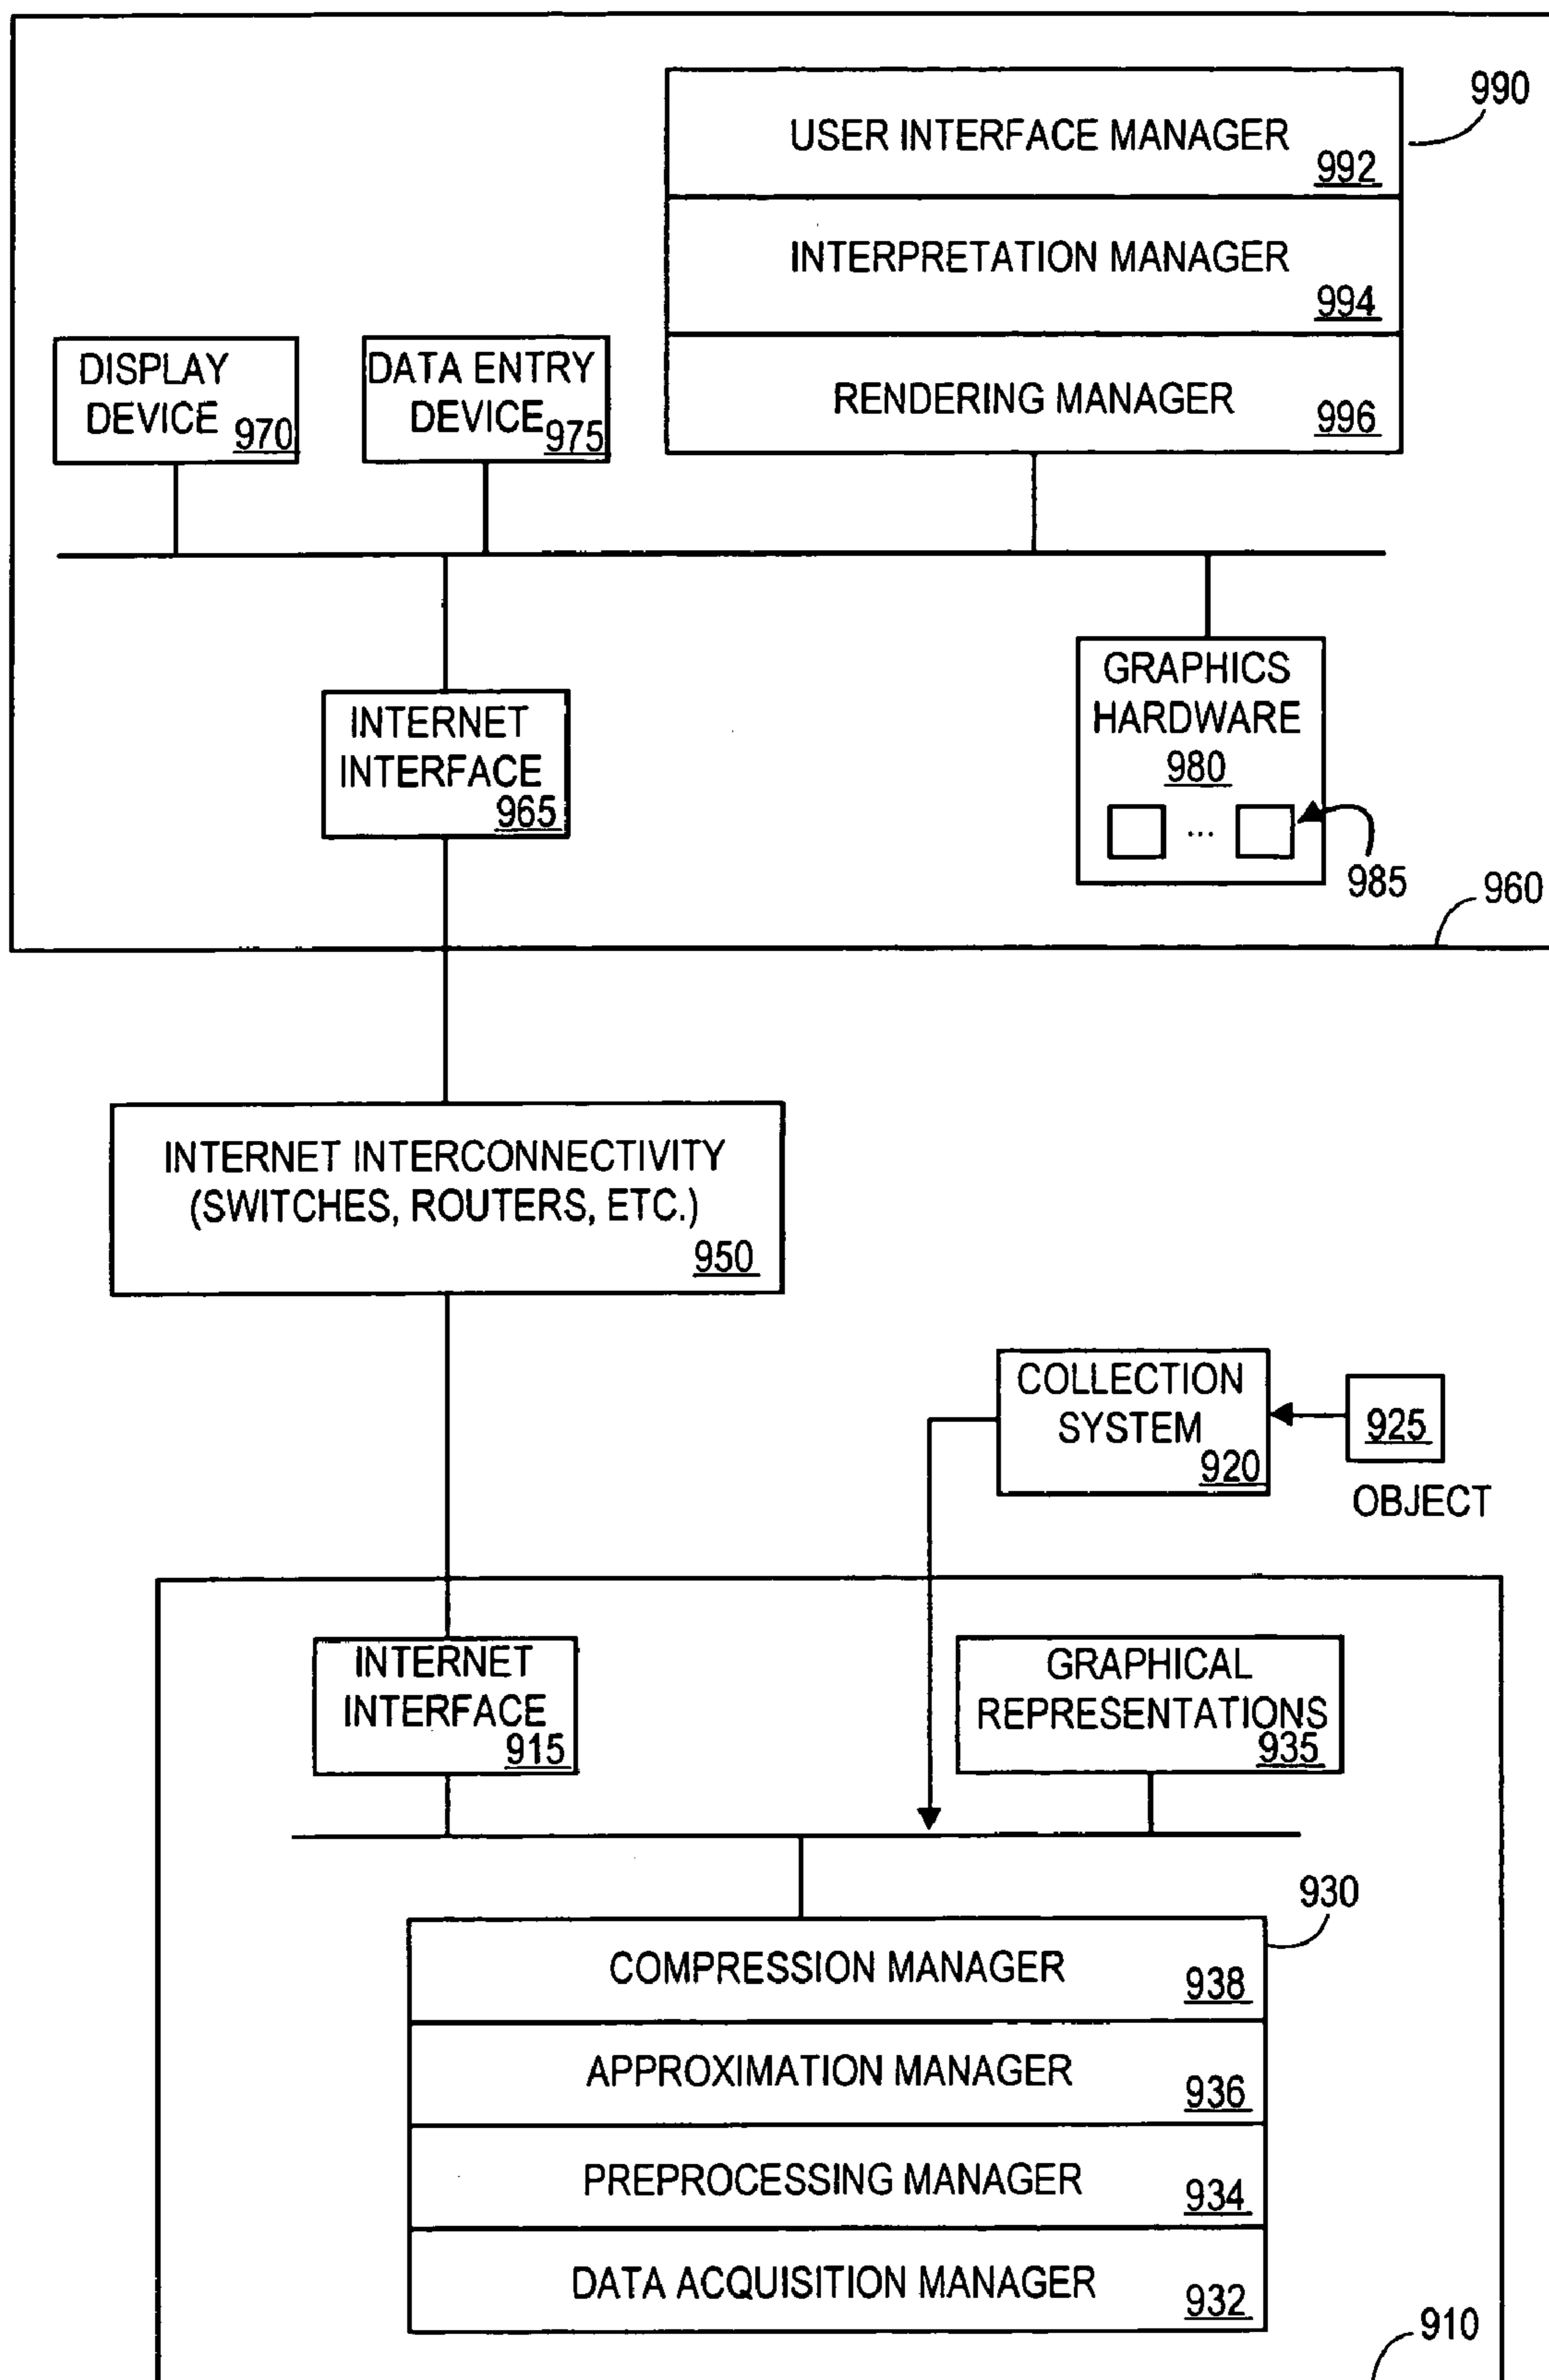 990
USER INTERFACE MANAGER
992
INTERPRETATION MANAGER
994
RENDERING MANAGER
996
DISPLAY
DEVICE 970
DATA ENTRY
DEVICE 975
INTERNET
INTERFACE
965
GRAPHICS
HARDWARE
980
...
985
960
INTERNET INTERCONNECTIVITY
(SWITCHES, ROUTERS, ETC.)
950
COLLECTION
SYSTEM
920
925
OBJECT
INTERNET
INTERFACE
915
GRAPHICAL
REPRESENTATIONS
935
930
COMPRESSION MANAGER
938
APPROXIMATION MANAGER
936
PREPROCESSING MANAGER
934
DATA ACQUISITION MANAGER
932
910